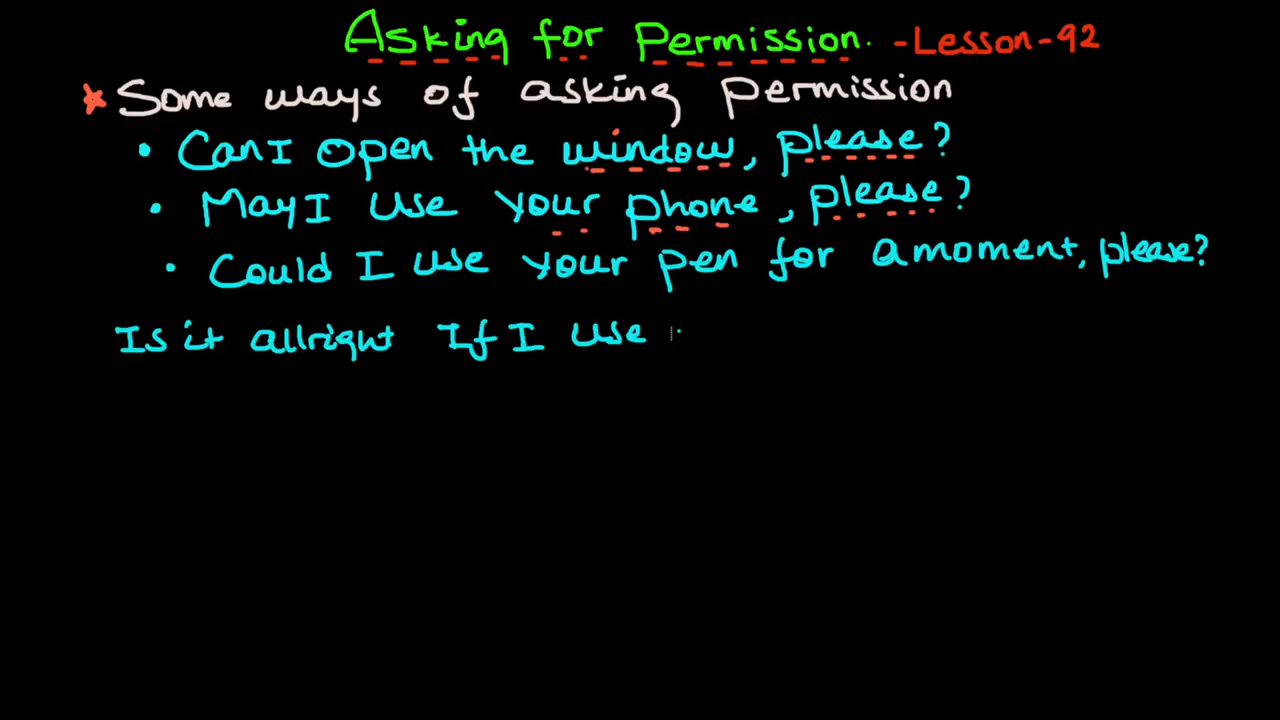 Asking for Permission. -Lesson-92
* Some ways of asking permission
• Can I open the window, please?
• May I use your phone, please?
• Could I use your pen for a moment, please?
Is it allright If I use